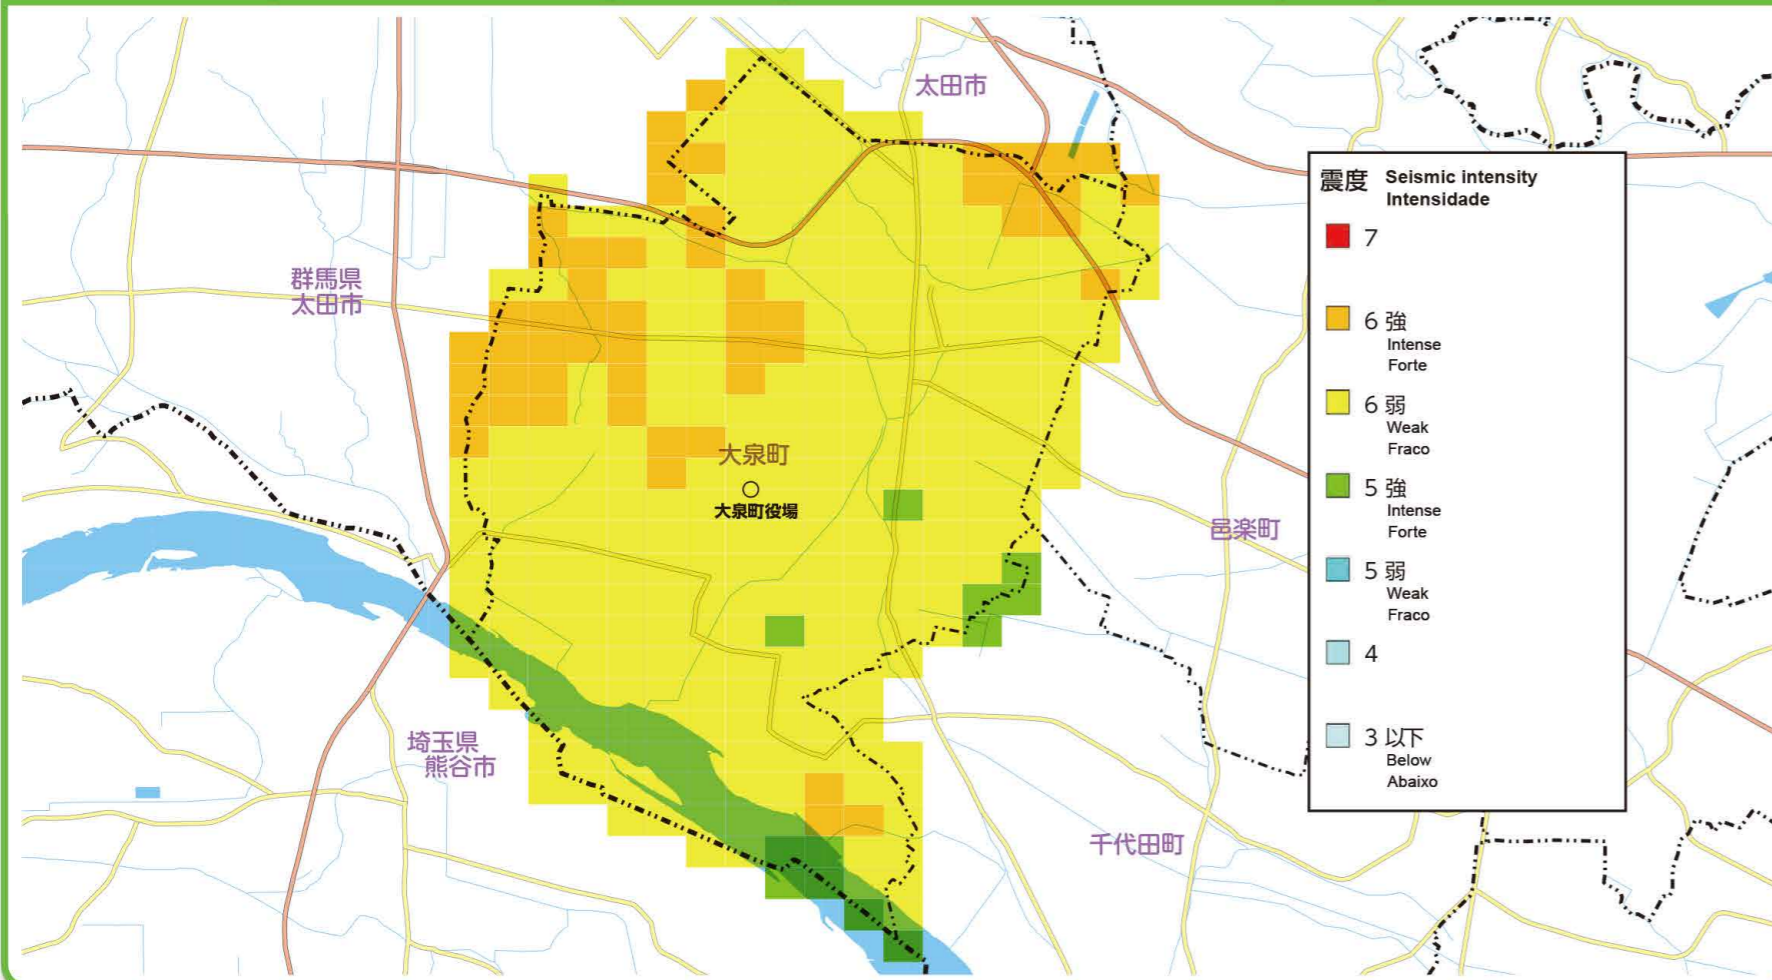 太田市
群馬県
太田市
大泉町
大泉町役場
邑楽町
埼玉県
熊谷市
千代田町
震度 Seismic intensity
Intensidade
7
6 強
Intense
Forte
6 弱
Weak
Fraco
5 強
Intense
Forte
5 弱
Weak
Fraco
4
3 以下
Below
Abaixo